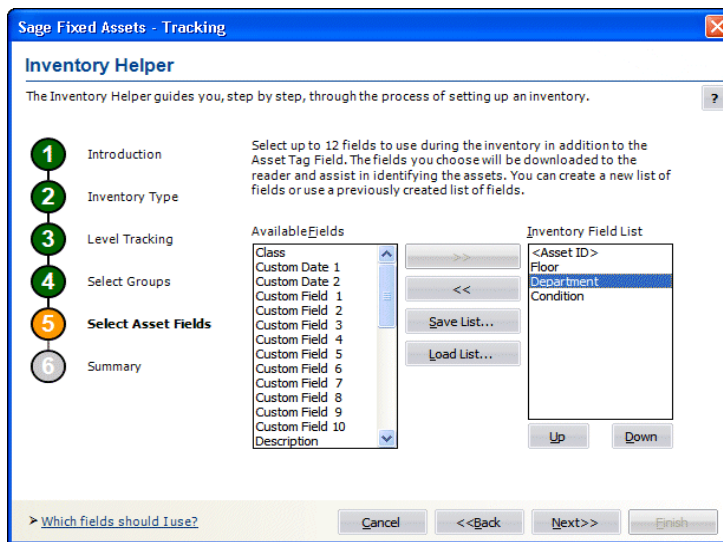 Sage Fixed Assets - Tracking
Inventory Helper
The Inventory Helper guides you, step by step, through the process of setting up an inventory.
?
1 Introduction
2 Inventory Type
3 Level Tracking
4 Select Groups
5 Select Asset Fields
6 Summary
Select up to 12 fields to use during the inventory in addition to the
Asset Tag Field. The fields you choose will be downloaded to the
reader and assist in identifying the assets. You can create a new list of
fields or use a previously created list of fields.
Available Fields
Class
Custom Date 1
Custom Date 2
Custom Field 1
Custom Field 2
Custom Field 3
Custom Field 4
Custom Field 5
Custom Field 6
Custom Field 7
Custom Field 8
Custom Field 9
Custom Field 10
Description
>>
<<
Save List...
Load List...
Inventory Field List
<Asset ID>
Floor
Department
Condition
Up
Down
Which fields should I use?
Cancel
<<Back
Next>>
Finish